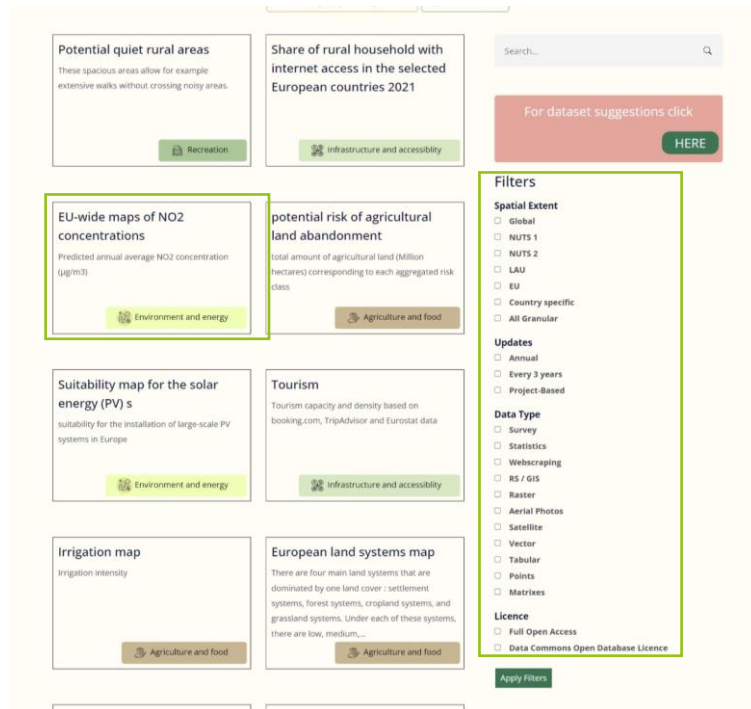 Potential quiet rural areas
These spacious areas allow for example
extensive walks without crossing noisy areas.
Recreation
Share of rural household with
internet access in the selected
European countries 2021
Infrastructure and accessiblity
EU-wide maps of NO2
concentrations
Predicted annual average NO2 concentration
(µg/m3)
Environment and energy
potential risk of agricultural
land abandonment
total amount of agricultural land (Million
hectares) corresponding to each aggregated risk
class
Agriculture and food
Suitability map for the solar
energy (PV) s
suitability for the installation of large-scale PV
systems in Europe
Environment and energy
Tourism
Tourism capacity and density based on
booking.com, TripAdvisor and Eurostat data
Infrastructure and accessiblity
Irrigation map
Irrigation intensity
Agriculture and food
European land systems map
There are four main land systems that are
dominated by one land cover : settlement
systems, forest systems, cropland systems, and
grassland systems. Under each of these systems,
there are low, medium,...
Agriculture and food
Search...
For dataset suggestions click
HERE
Filters
Spatial Extent
Global
NUTS 1
NUTS 2
LAU
EU
Country specific
All Granular
Updates
Annual
Every 3 years
Project-Based
Data Type
Survey
Statistics
Webscraping
RS / GIS
Raster
Aerial Photos
Satellite
Vector
Tabular
Points
Matrixes
Licence
Full Open Access
Data Commons Open Database Licence
Apply Filters